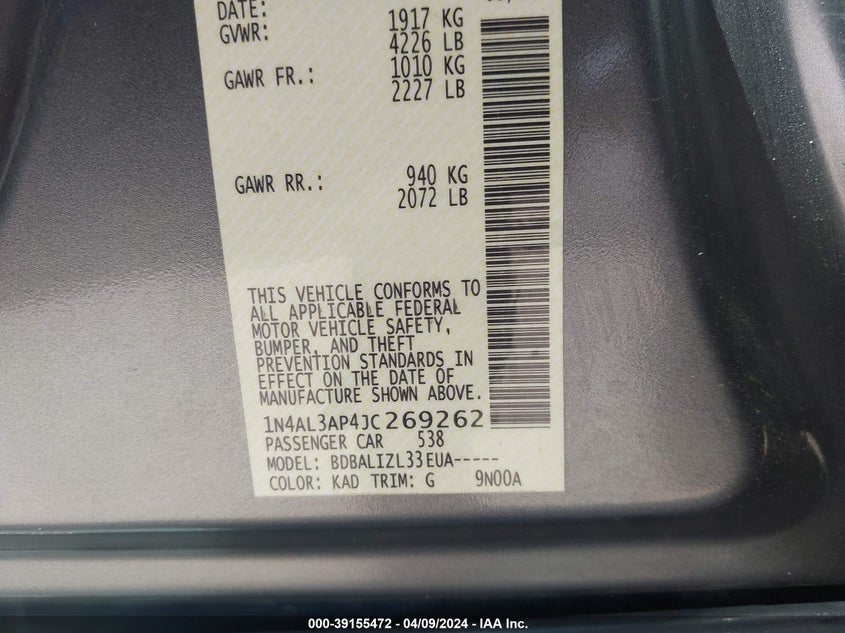 DATE:
GVWR: 1917 KG
4226 LB
GAWR FR.: 1010 KG
2227 LB
GAWR RR.: 940 KG
2072 LB
THIS VEHICLE CONFORMS TO
ALL APPLICABLE FEDERAL
MOTOR VEHICLE SAFETY,
BUMPER, AND THEFT
PREVENTION STANDARDS IN
EFFECT ON THE DATE OF
MANUFACTURE SHOWN ABOVE.
1N4AL3AP4JC269262
PASSENGER CAR 538
MODEL: BDBALIZL33EUA-----
COLOR: KAD TRIM: G 9N00A
000-39155472 - 04/09/2024 - IAA Inc.